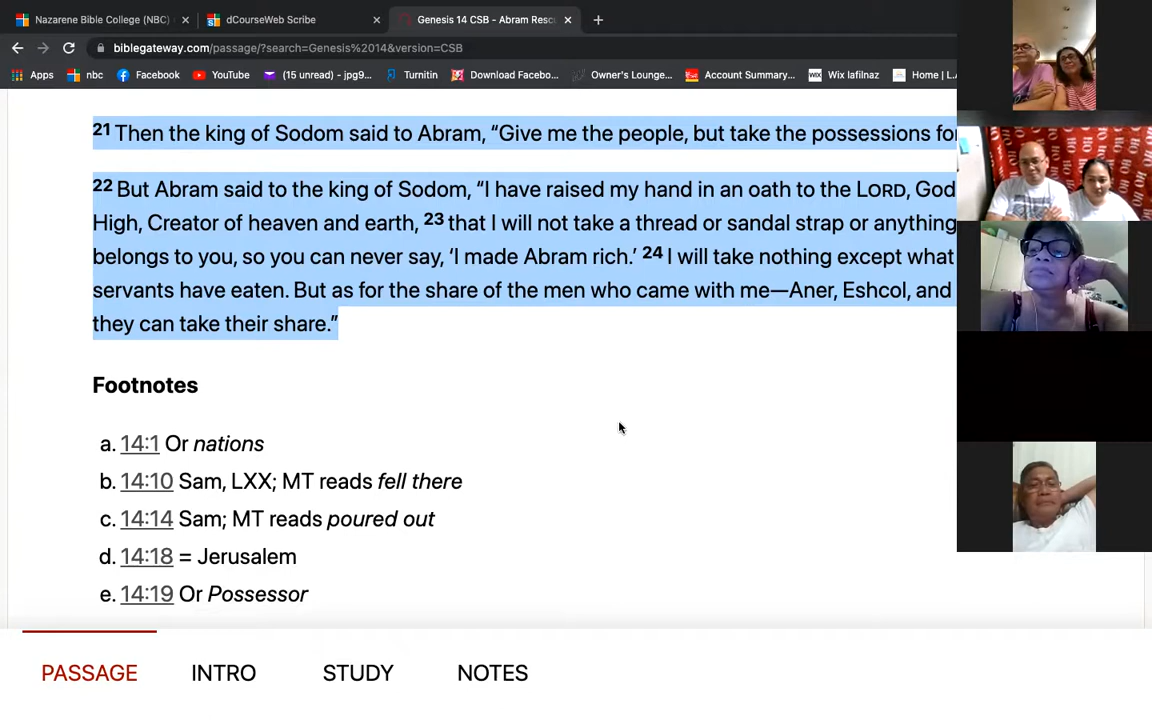 Nazarene Bible College (NBC)
dCourseWeb Scribe
Genesis 14 CSB - Abram Rescu
biblegateway.com/passage/?search=Genesis%2014&version=CSB
Apps nbc Facebook YouTube (15 unread) - jpg9... Turnitin Download Facebo... Owner's Lounge... Account Summary... WIX Wix lafilnaz Home | L.A
21 Then the king of Sodom said to Abram, “Give me the people, but take the possessions for
22 But Abram said to the king of Sodom, “I have raised my hand in an oath to the LORD, God
High, Creator of heaven and earth, 23 that I will not take a thread or sandal strap or anything
belongs to you, so you can never say, ‘I made Abram rich.’ 24 I will take nothing except what
servants have eaten. But as for the share of the men who came with me—Aner, Eshcol, and
they can take their share.”
Footnotes
a. 14:1 Or nations
b. 14:10 Sam, LXX; MT reads fell there
c. 14:14 Sam; MT reads poured out
d. 14:18 = Jerusalem
e. 14:19 Or Possessor
PASSAGE INTRO STUDY NOTES